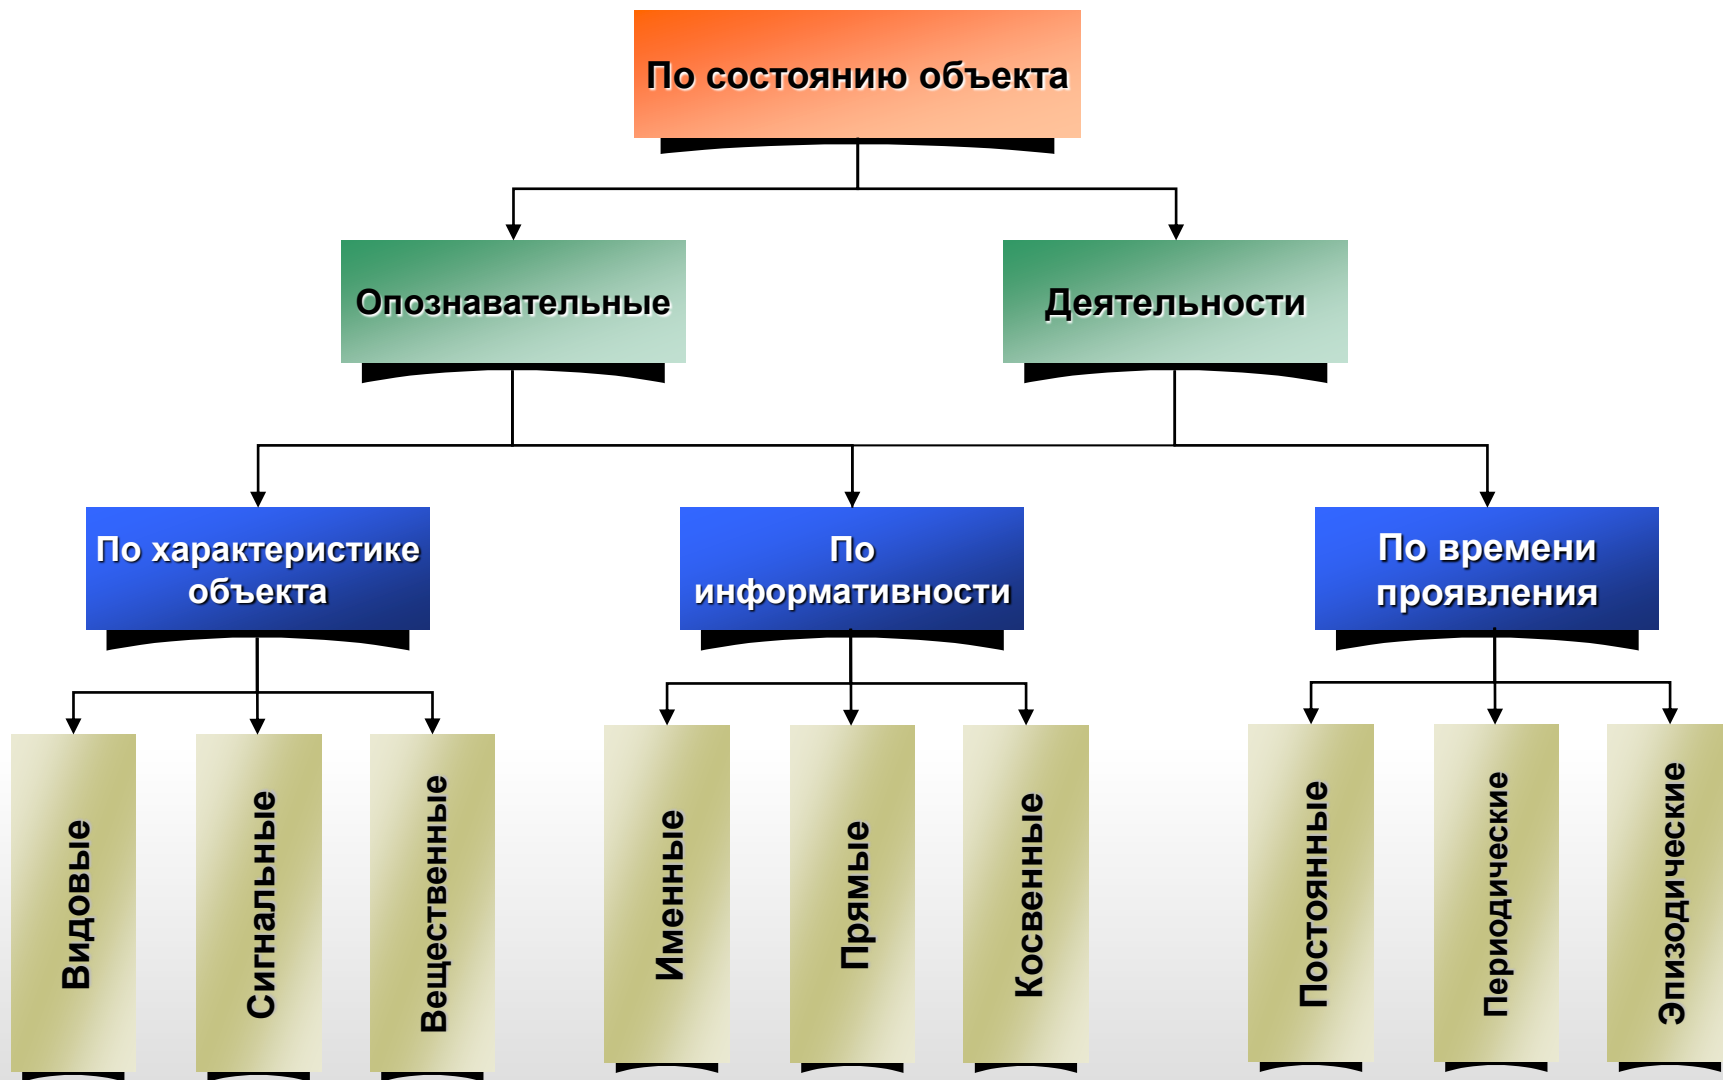 По состоянию объекта
Опознавательные
Деятельности
По характеристике
объекта
По
информативности
По времени
проявления
Видовые
Сигнальные
Вещественные
Именные
Прямые
Косвенные
Постоянные
Периодические
Эпизодические